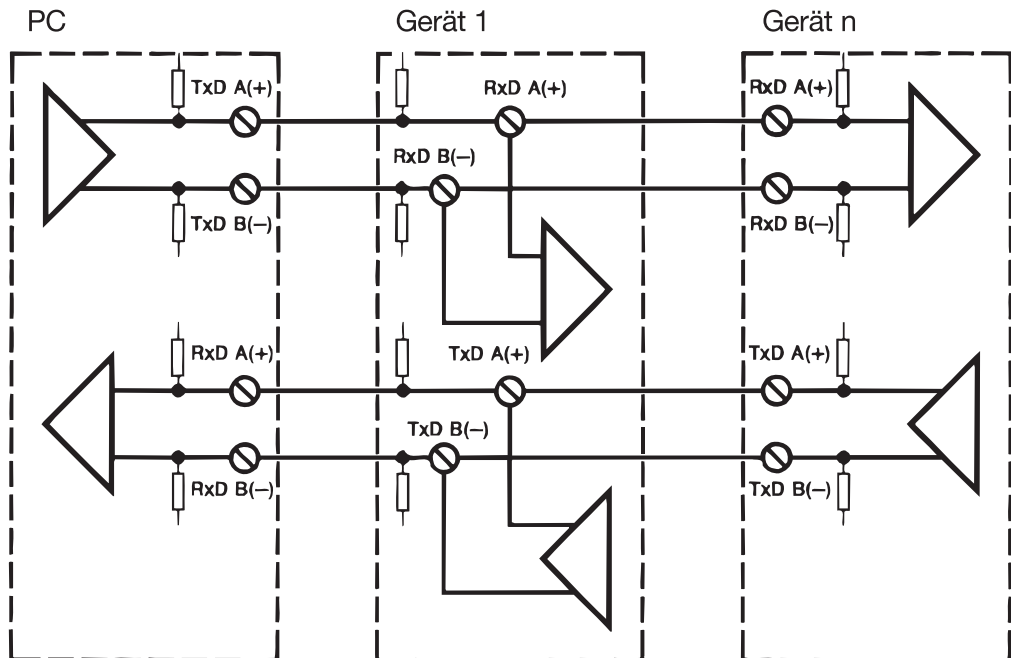 PC
Gerät 1
Gerät n
TxD A(+)
RxD A(+)
RxD A(+)
RxD B(–)
TxD B(–)
RxD B(–)
RxD A(+)
TxD A(+)
TxD A(+)
TxD B(–)
RxD B(–)
TxD B(–)